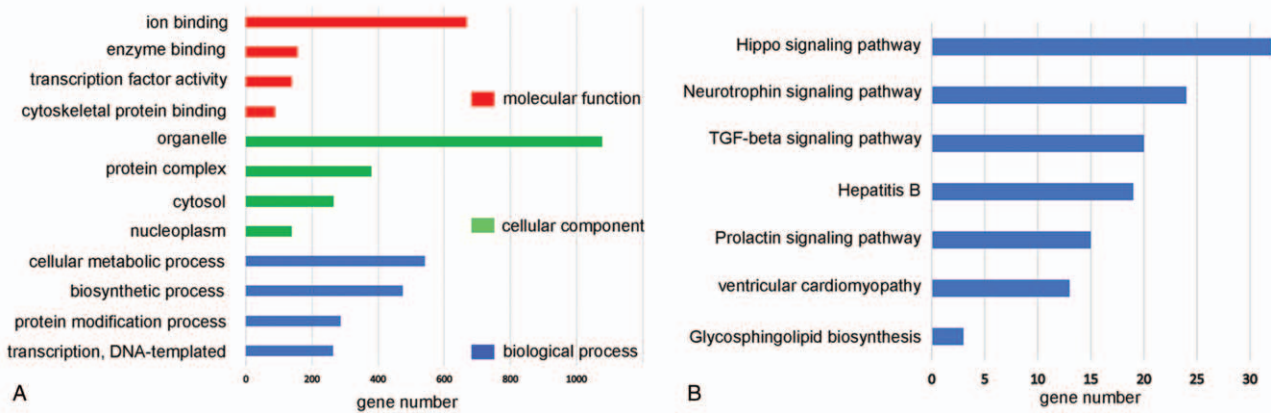 ion binding
enzyme binding
transcription factor activity
cytoskeletal protein binding
organelle
protein complex
cytosol
nucleoplasm
cellular metabolic process
biosynthetic process
protein modification process
transcription, DNA-templated
molecular function
cellular component
biological process
0 200 400 600 800 1000
gene number
A
Hippo signaling pathway
Neurotrophin signaling pathway
TGF-beta signaling pathway
Hepatitis B
Prolactin signaling pathway
ventricular cardiomyopathy
Glycosphingolipid biosynthesis
0 5 10 15 20 25 30
gene number
B